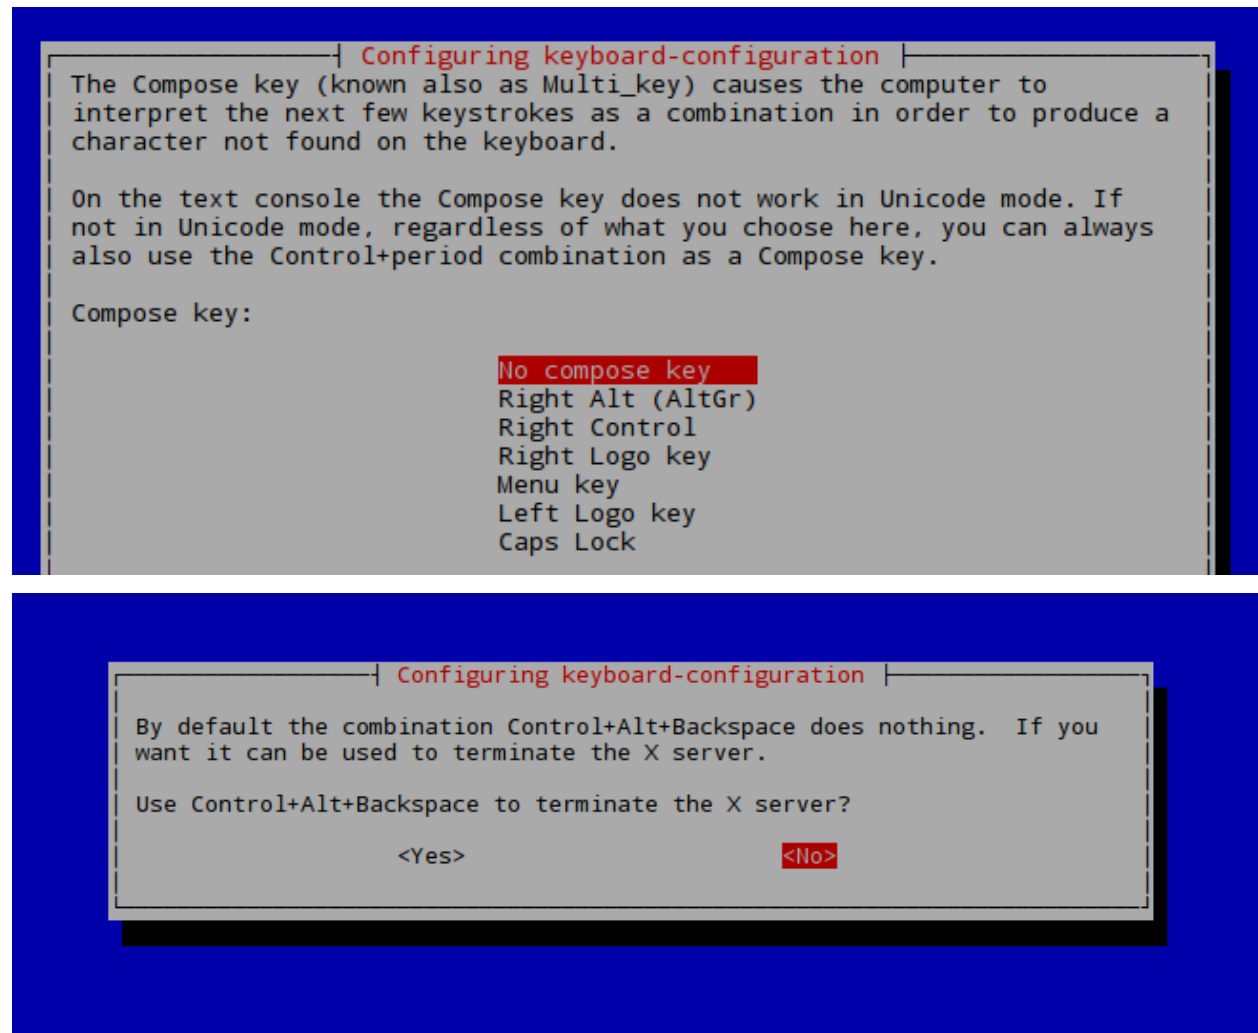 Configuring keyboard-configuration
The Compose key (known also as Multi_key) causes the computer to
interpret the next few keystrokes as a combination in order to produce a
character not found on the keyboard.
On the text console the Compose key does not work in Unicode mode. If
not in Unicode mode, regardless of what you choose here, you can always
also use the Control+period combination as a Compose key.
Compose key:
No compose key
Right Alt (AltGr)
Right Control
Right Logo key
Menu key
Left Logo key
Caps Lock
Configuring keyboard-configuration
By default the combination Control+Alt+Backspace does nothing.  If you
want it can be used to terminate the X server.
Use Control+Alt+Backspace to terminate the X server?
<Yes> <No>